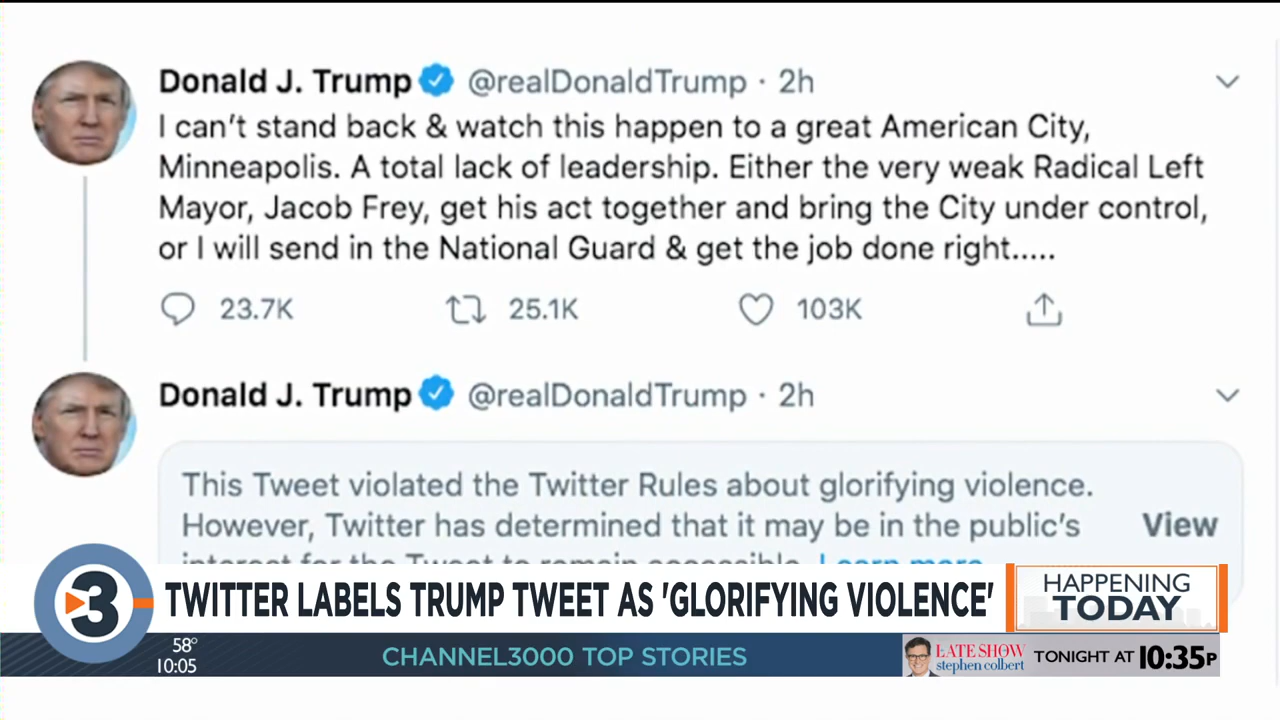 Donald J. Trump @realDonaldTrump · 2h
I can't stand back & watch this happen to a great American City,
Minneapolis. A total lack of leadership. Either the very weak Radical Left
Mayor, Jacob Frey, get his act together and bring the City under control,
or I will send in the National Guard & get the job done right.....
23.7K 25.1K 103K
Donald J. Trump @realDonaldTrump · 2h
This Tweet violated the Twitter Rules about glorifying violence.
However, Twitter has determined that it may be in the public's
View
interest for the Tweet to remain accessible. Learn more
3
TWITTER LABELS TRUMP TWEET AS 'GLORIFYING VIOLENCE'
HAPPENING
TODAY
58°
10:05
CHANNEL3000 TOP STORIES
LATE SHOW
stephen colbert
TONIGHT AT 10:35P